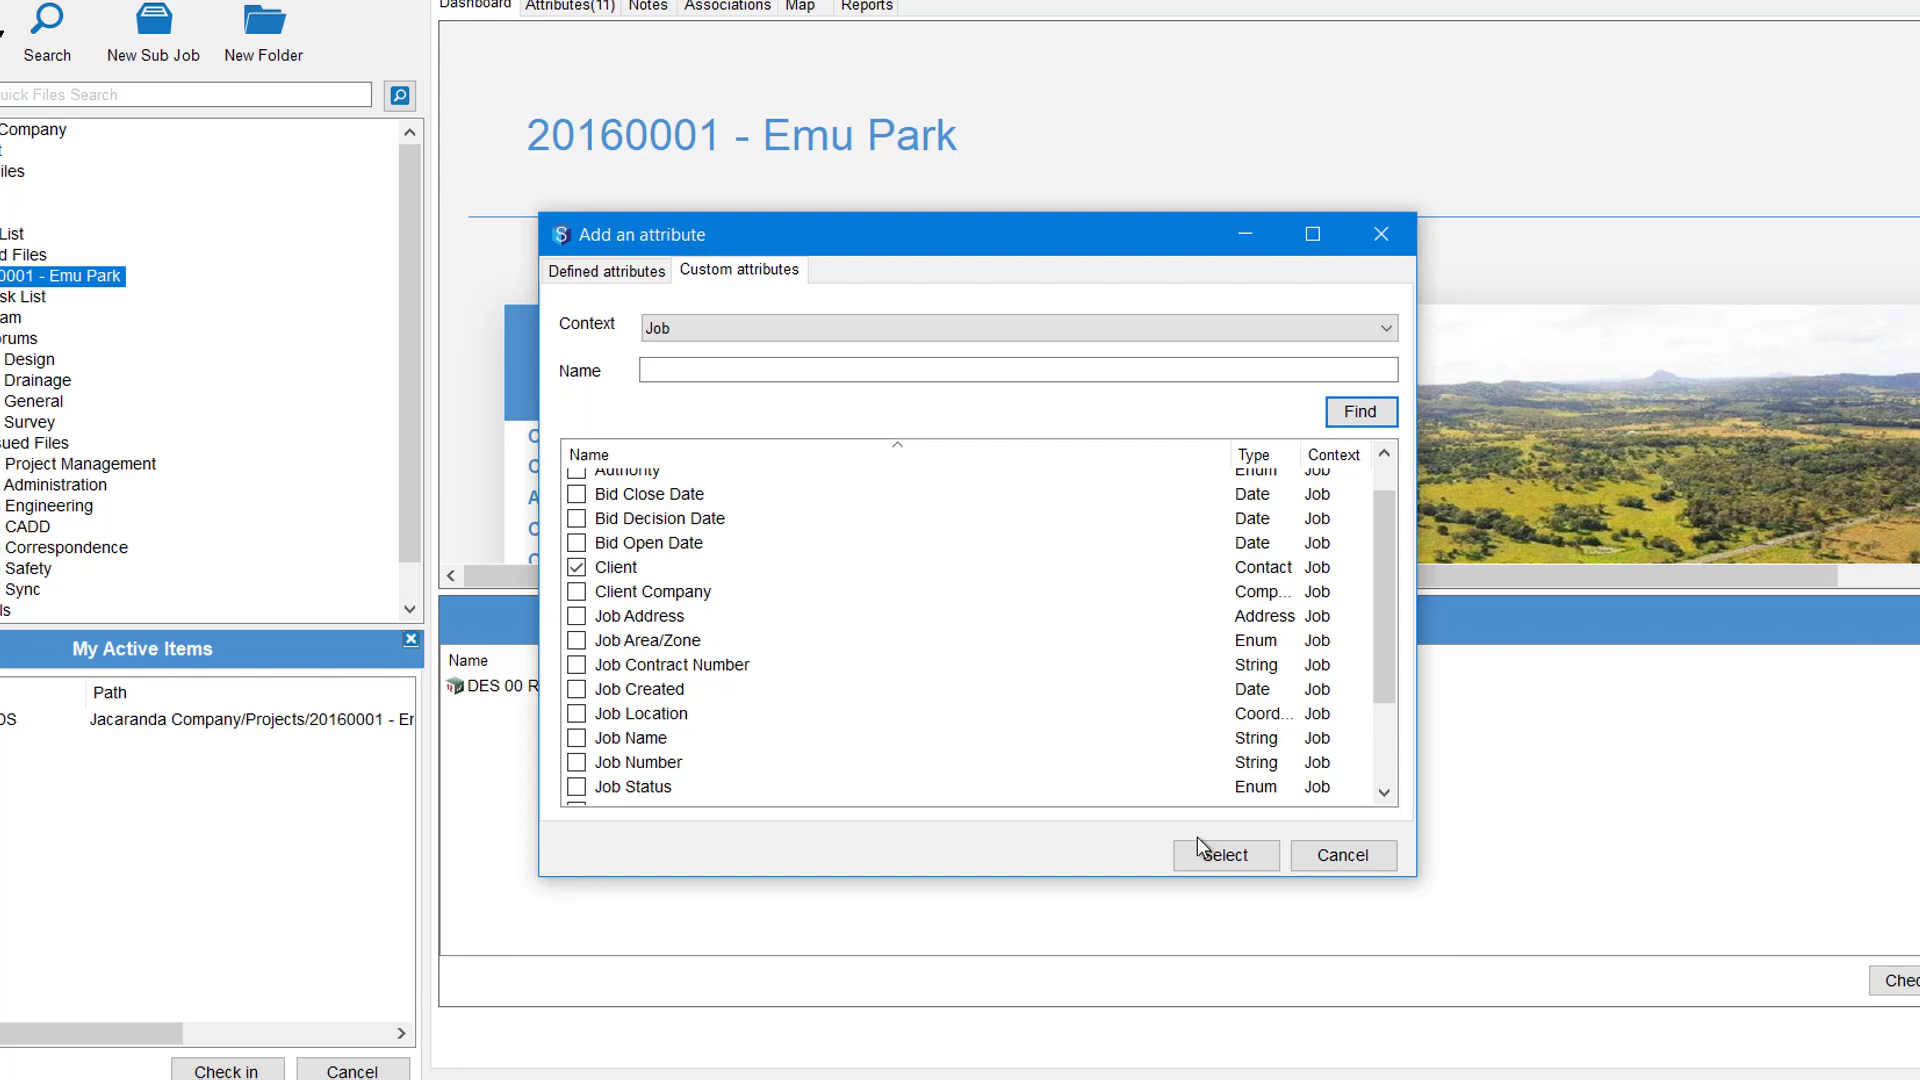 Dashboard
Attributes(11)
Notes
Associations
Map
Reports
Search
New Sub Job
New Folder
uick Files Search
Company
iles
List
d Files
0001 - Emu Park
sk List
am
orums
Design
Drainage
General
Survey
sued Files
Project Management
Administration
Engineering
CADD
Correspondence
Safety
Sync
ls
My Active Items
Path
OS
Jacaranda Company/Projects/20160001 - Er
Check in
Cancel
20160001 - Emu Park
Add an attribute
Defined attributes
Custom attributes
Context
Job
Name
Find
Name
Type
Context
Authority
Enum
Job
Bid Close Date
Date
Job
Bid Decision Date
Date
Job
Bid Open Date
Date
Job
Client
Contact
Job
Client Company
Comp...
Job
Job Address
Address
Job
Job Area/Zone
Enum
Job
Job Contract Number
String
Job
Job Created
Date
Job
Job Location
Coord...
Job
Job Name
String
Job
Job Number
String
Job
Job Status
Enum
Job
Select
Cancel
Name
DES 00 R
Chec